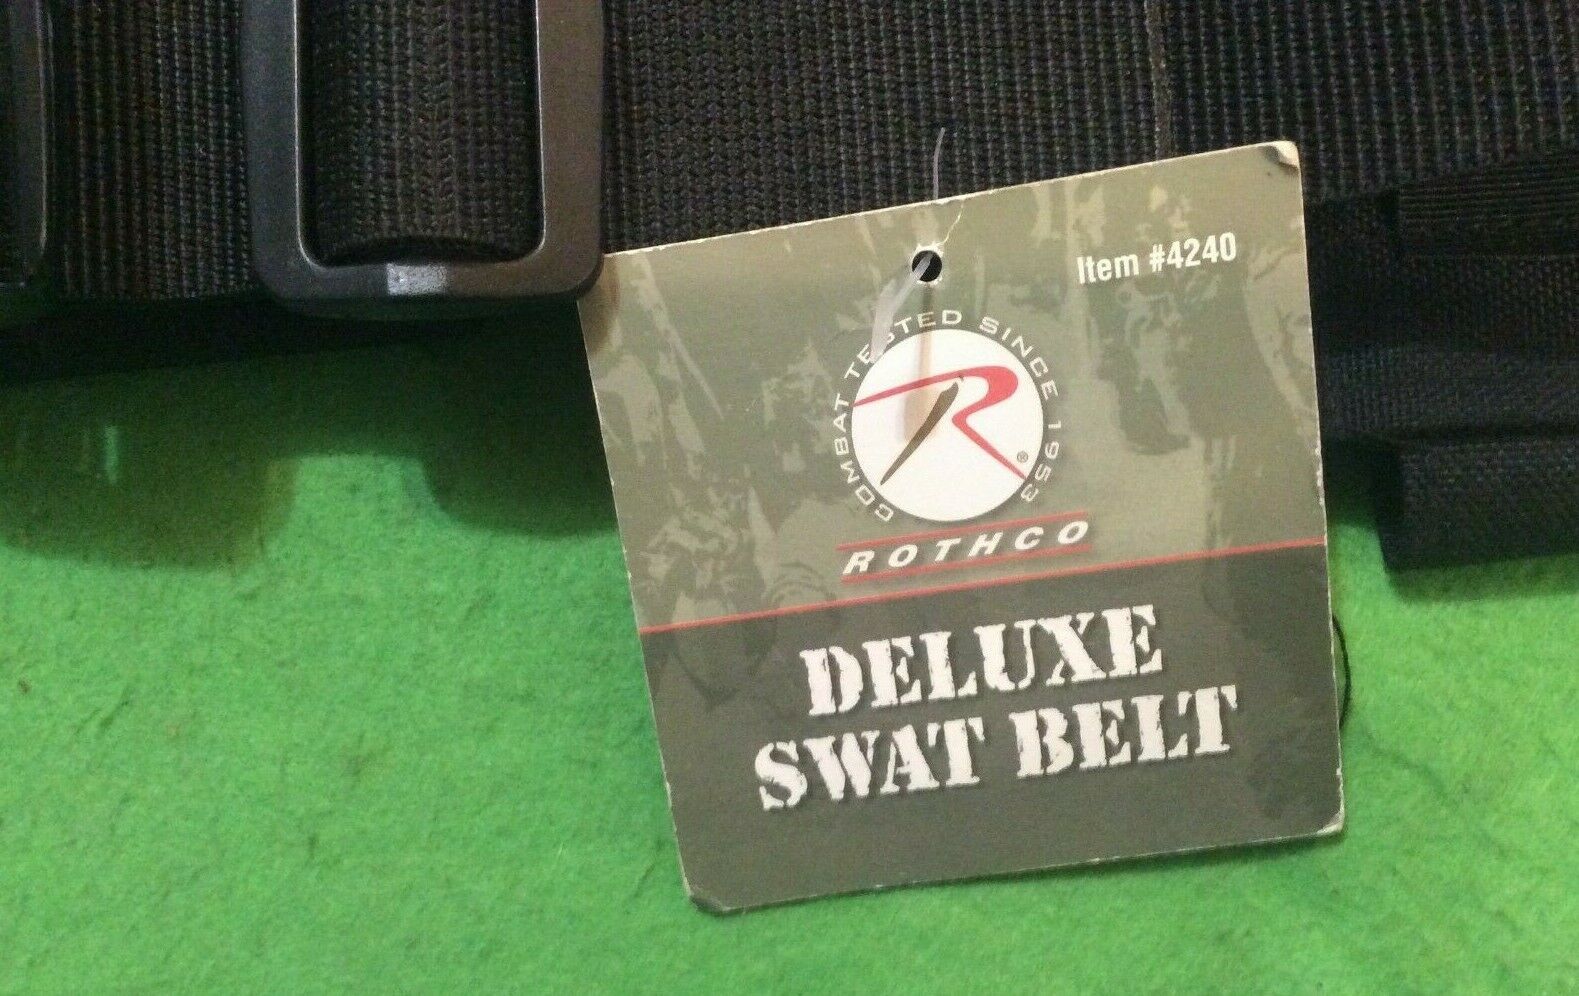 Item #4240
COMBAT TESTED SINCE 1953
R
®
ROTHCO
DELUXE
SWAT BELT